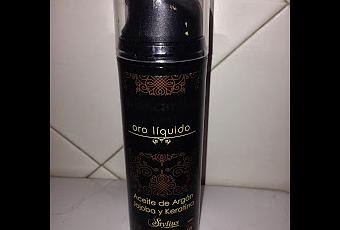 oro líquido
Aceite de Argán
Jojoba y Keratina